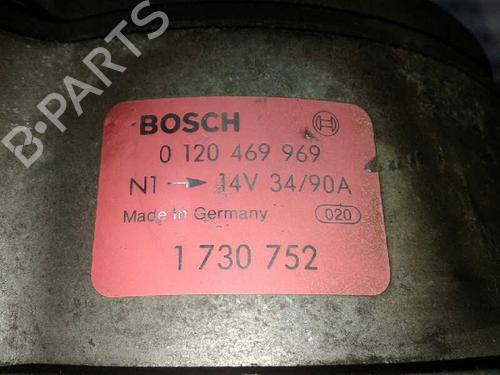 B-PARTS
BOSCH
0 120 469 969
N1 → 14V 34/90A
Made in Germany 020
1 730 752